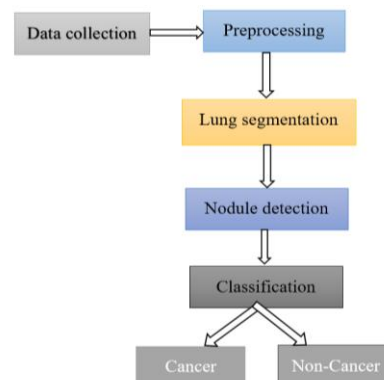 Data collection
Preprocessing
Lung segmentation
Nodule detection
Classification
Cancer
Non-Cancer